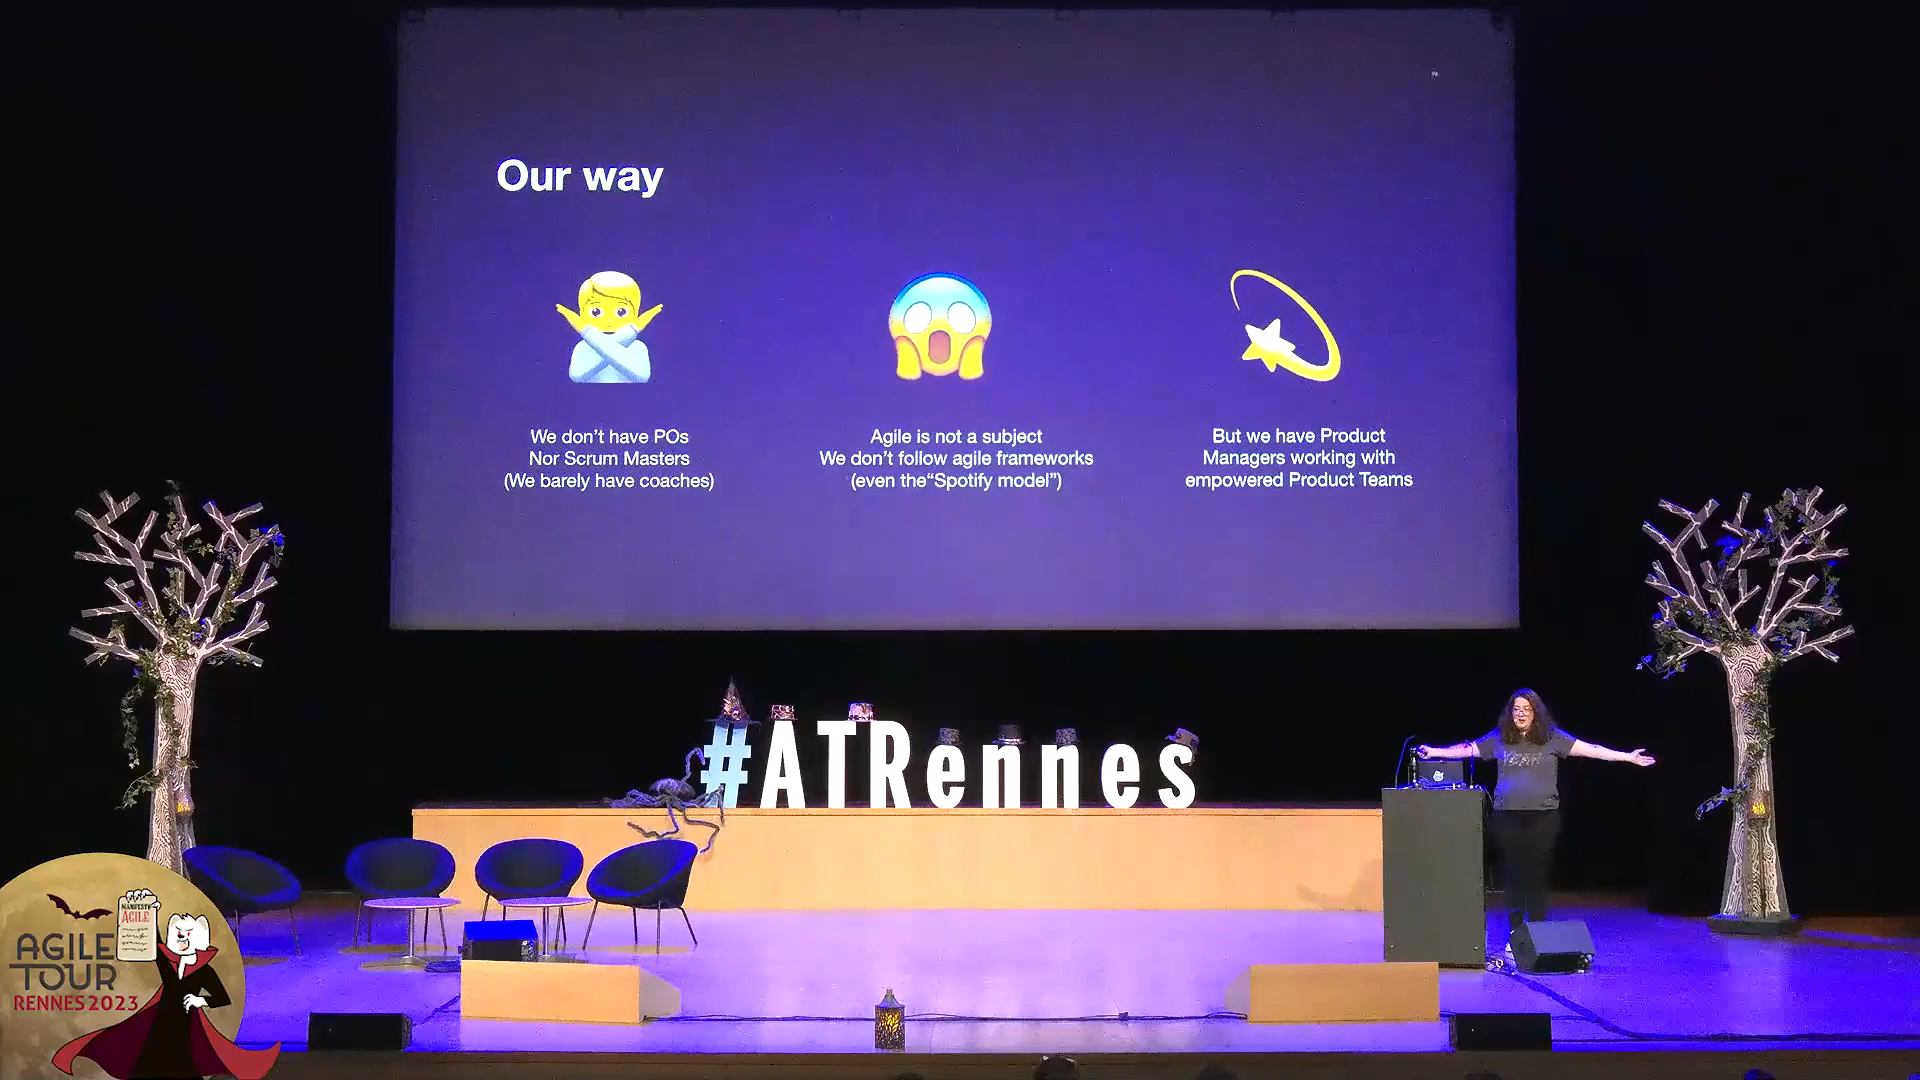 Our way
We don't have POs
Nor Scrum Masters
(We barely have coaches)
Agile is not a subject
We don't follow agile frameworks
(even the“Spotify model”)
But we have Product
Managers working with
empowered Product Teams
#ATRennes
MANIFESTE
AGILE
AGILE
TOUR
RENNES2023